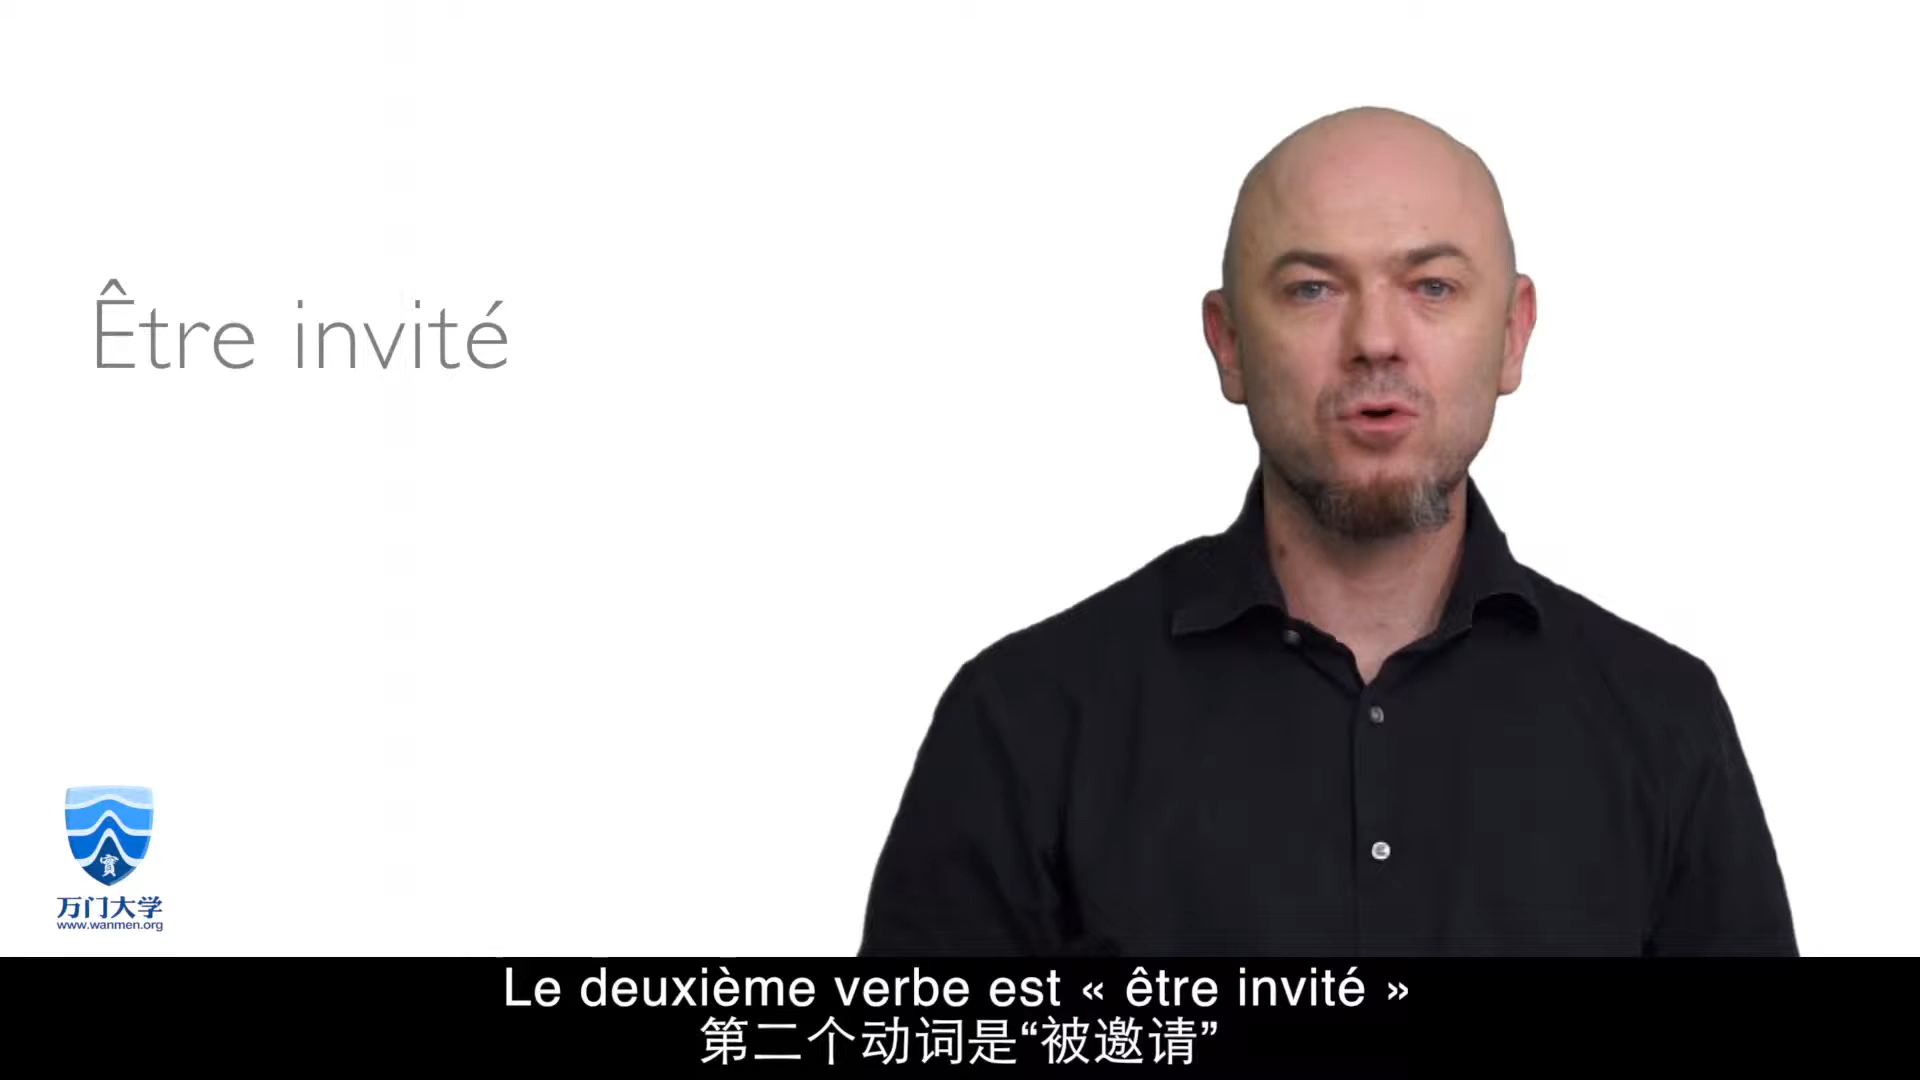 Être invité
實
万门大学
www.wanmen.org
Le deuxième verbe est « être invité »
第二个动词是“被邀请”